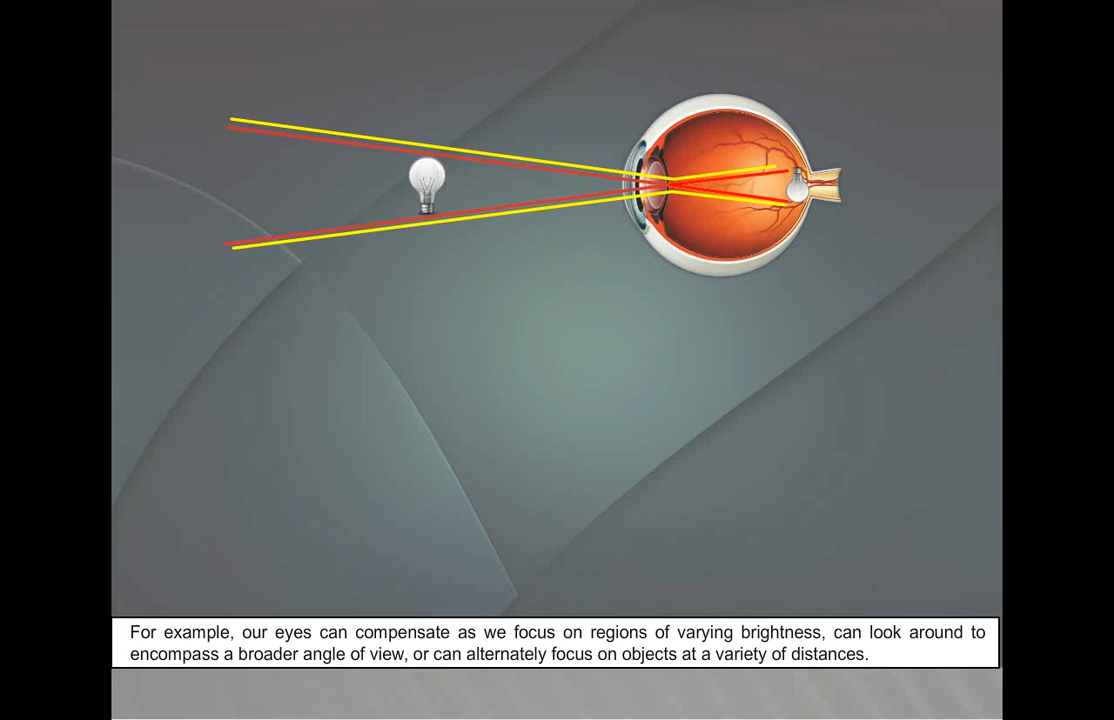 For example, our eyes can compensate as we focus on regions of varying brightness, can look around to
encompass a broader angle of view, or can alternately focus on objects at a variety of distances.